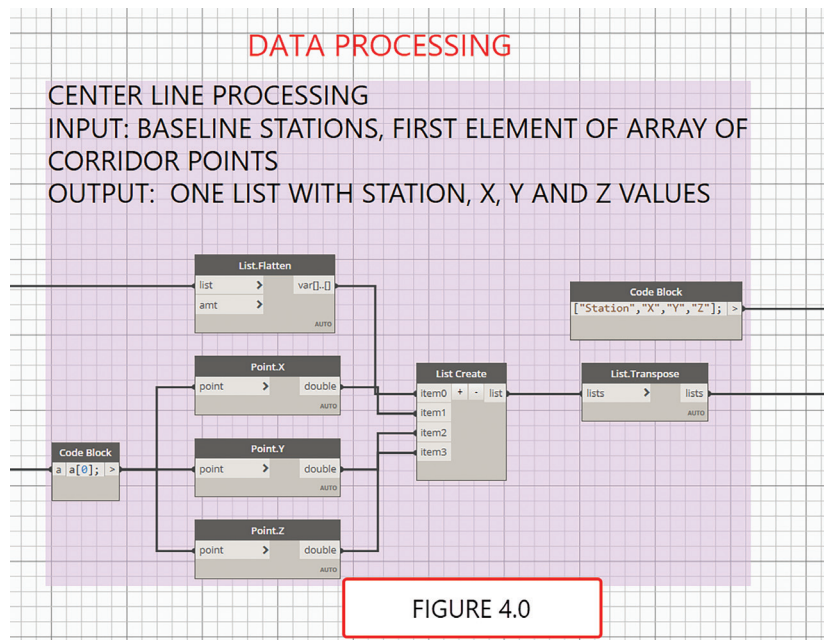 DATA PROCESSING
CENTER LINE PROCESSING
INPUT: BASELINE STATIONS, FIRST ELEMENT OF ARRAY OF
CORRIDOR POINTS
OUTPUT: ONE LIST WITH STATION, X, Y AND Z VALUES
List.Flatten
list > var[]..[]
amt >
AUTO
Code Block
["Station","X","Y","Z"]; >
Point.X
point > double
AUTO
List Create
item0 + - list
item1
item2
item3
List.Transpose
lists > lists
AUTO
Code Block
a a[0]; >
Point.Y
point > double
AUTO
Point.Z
point > double
AUTO
FIGURE 4.0